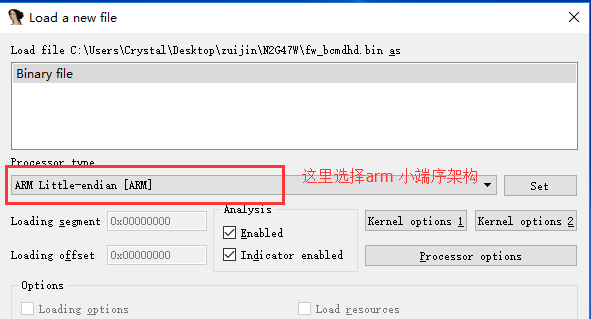 Load a new file
Load file C:\Users\Crystal\Desktop\zuijin\N2G47W\fw_bcmdhd.bin as
Binary file
Processor type
ARM Little-endian [ARM]
这里选择arm 小端序架构
Set
Loading segment 0x00000000
Loading offset 0x00000000
Analysis
Enabled
Indicator enabled
Kernel options 1
Kernel options 2
Processor options
Options
Loading options
Load resources